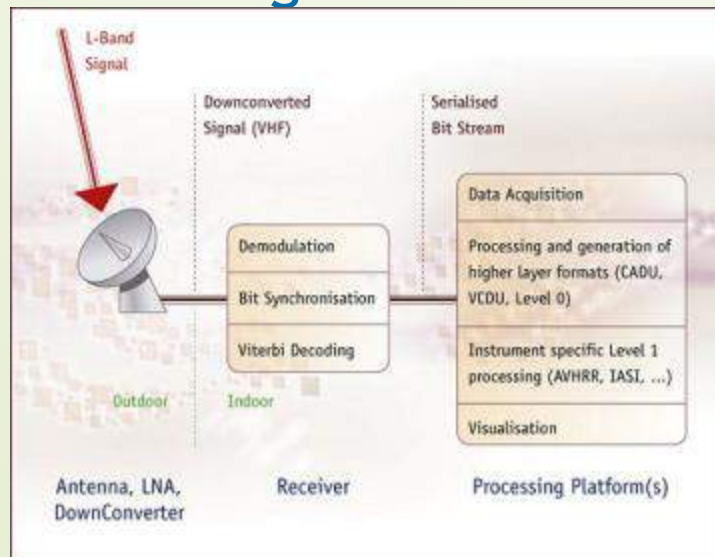 L-Band
Signal
Downconverted
Signal (VHF)
Serialised
Bit Stream
Data Acquisition
Demodulation
Processing and generation of
higher layer formats (CADU,
VCDU, Level 0)
Bit Synchronisation
Viterbi Decoding
Instrument specific Level 1
processing (AVHRR, IASI, ...)
Outdoor
Indoor
Visualisation
Antenna, LNA,
DownConverter
Receiver
Processing Platform(s)